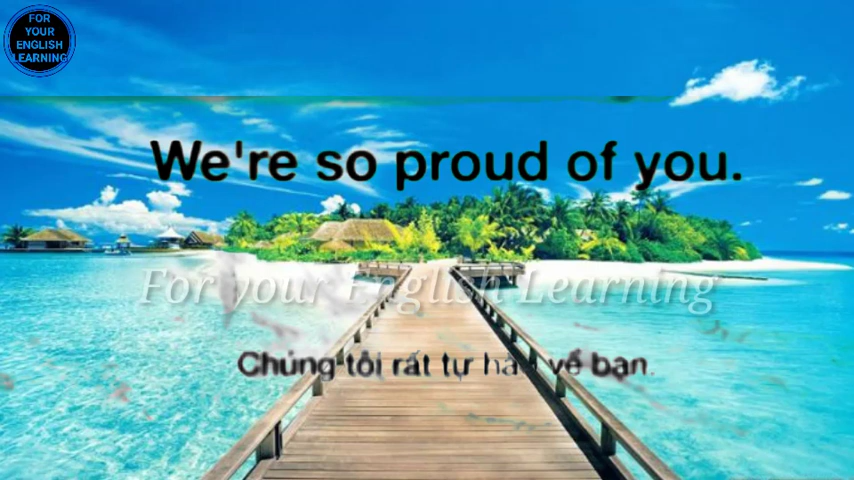 FOR
YOUR
ENGLISH
LEARNING
We're so proud of you.
For your English Learning
Chúng tôi rất tự về bạn.